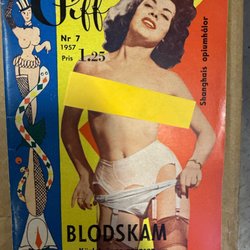 Piff
Nr 7
1957
Pris 1.25
Shanghais opiumhålor
BLODSKAM